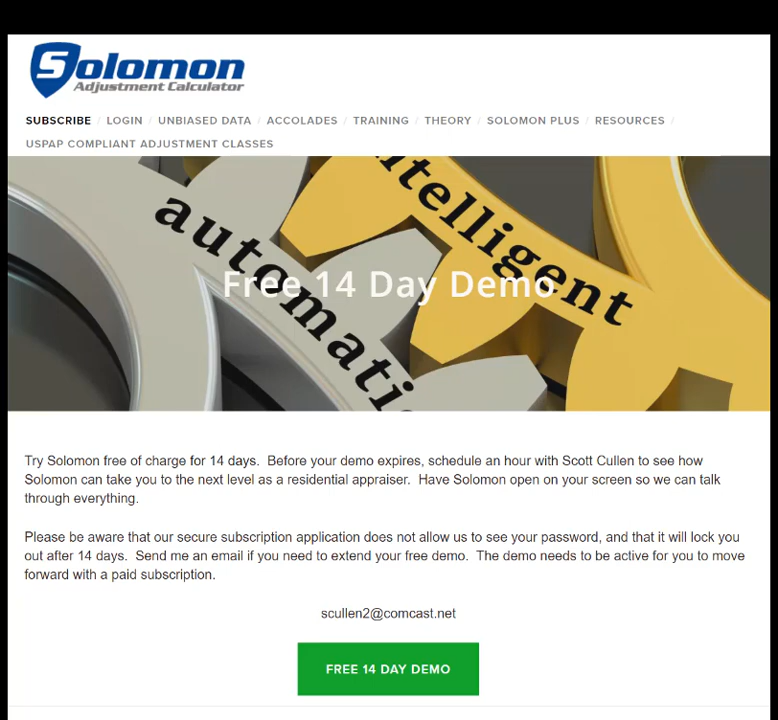 Solomon
Adjustment Calculator
SUBSCRIBE / LOGIN / UNBIASED DATA / ACCOLADES / TRAINING / THEORY / SOLOMON PLUS / RESOURCES /
USPAP COMPLIANT ADJUSTMENT CLASSES
intelligent
automati
Free 14 Day Demo
Try Solomon free of charge for 14 days.  Before your demo expires, schedule an hour with Scott Cullen to see how
Solomon can take you to the next level as a residential appraiser.  Have Solomon open on your screen so we can talk
through everything.
Please be aware that our secure subscription application does not allow us to see your password, and that it will lock you
out after 14 days.  Send me an email if you need to extend your free demo.  The demo needs to be active for you to move
forward with a paid subscription.
scullen2@comcast.net
FREE 14 DAY DEMO